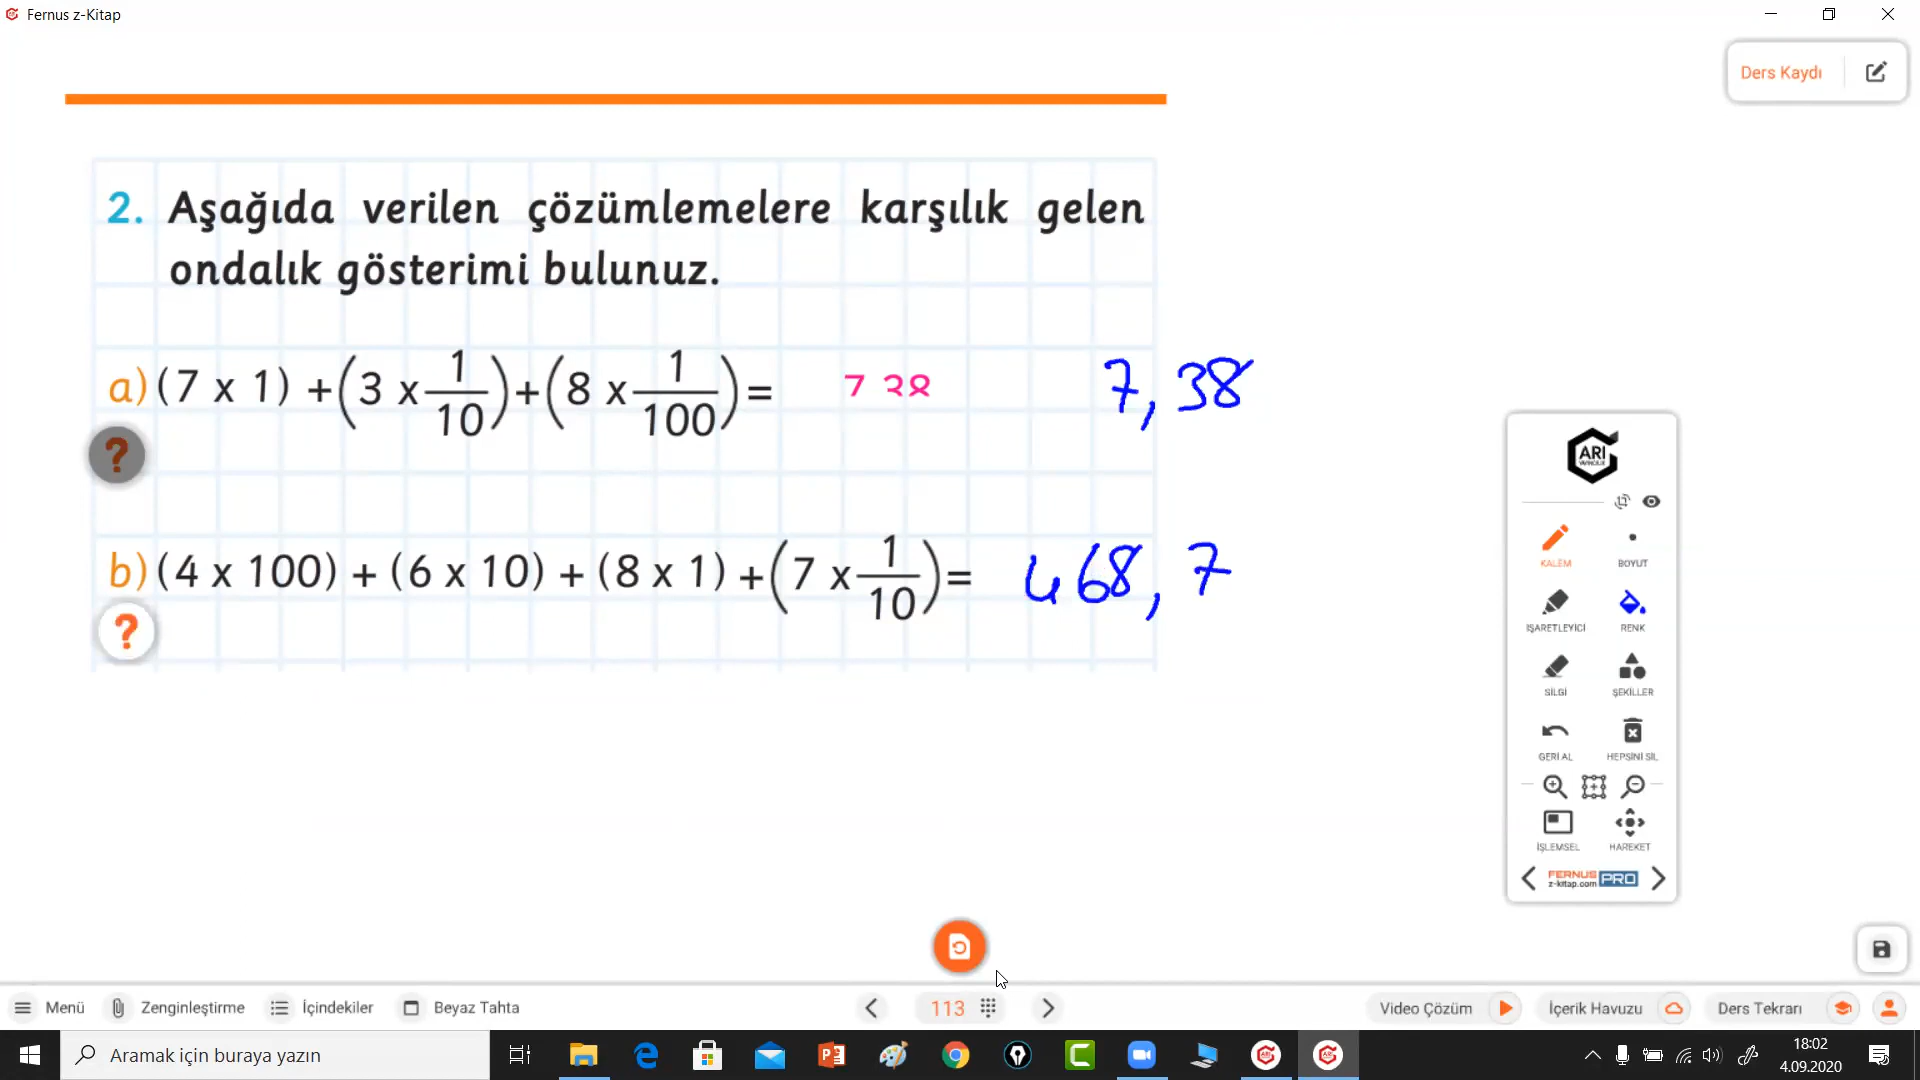 Fernus z-Kitap
Ders Kaydı
2. Aşağıda verilen çözümlemelere karşılık gelen
ondalık gösterimi bulunuz.
a) (7 x 1) + (3 x 1/10) + (8 x 1/100) = 7 38 7, 38
?
b) (4 x 100) + (6 x 10) + (8 x 1) + (7 x 1/10) = 468, 7
?
ARI
YAYINCILIK
KALEM BOYUT
İŞARETLEYİCİ RENK
SİLGİ ŞEKİLLER
GERİ AL HEPSİNİ SİL
İŞLEMSEL HAREKET
FERNUS
z-kitap.com PRO
Menü Zenginleştirme İçindekiler Beyaz Tahta 113 Video Çözüm İçerik Havuzu Ders Tekrarı
Aramak için buraya yazın
18:02
4.09.2020